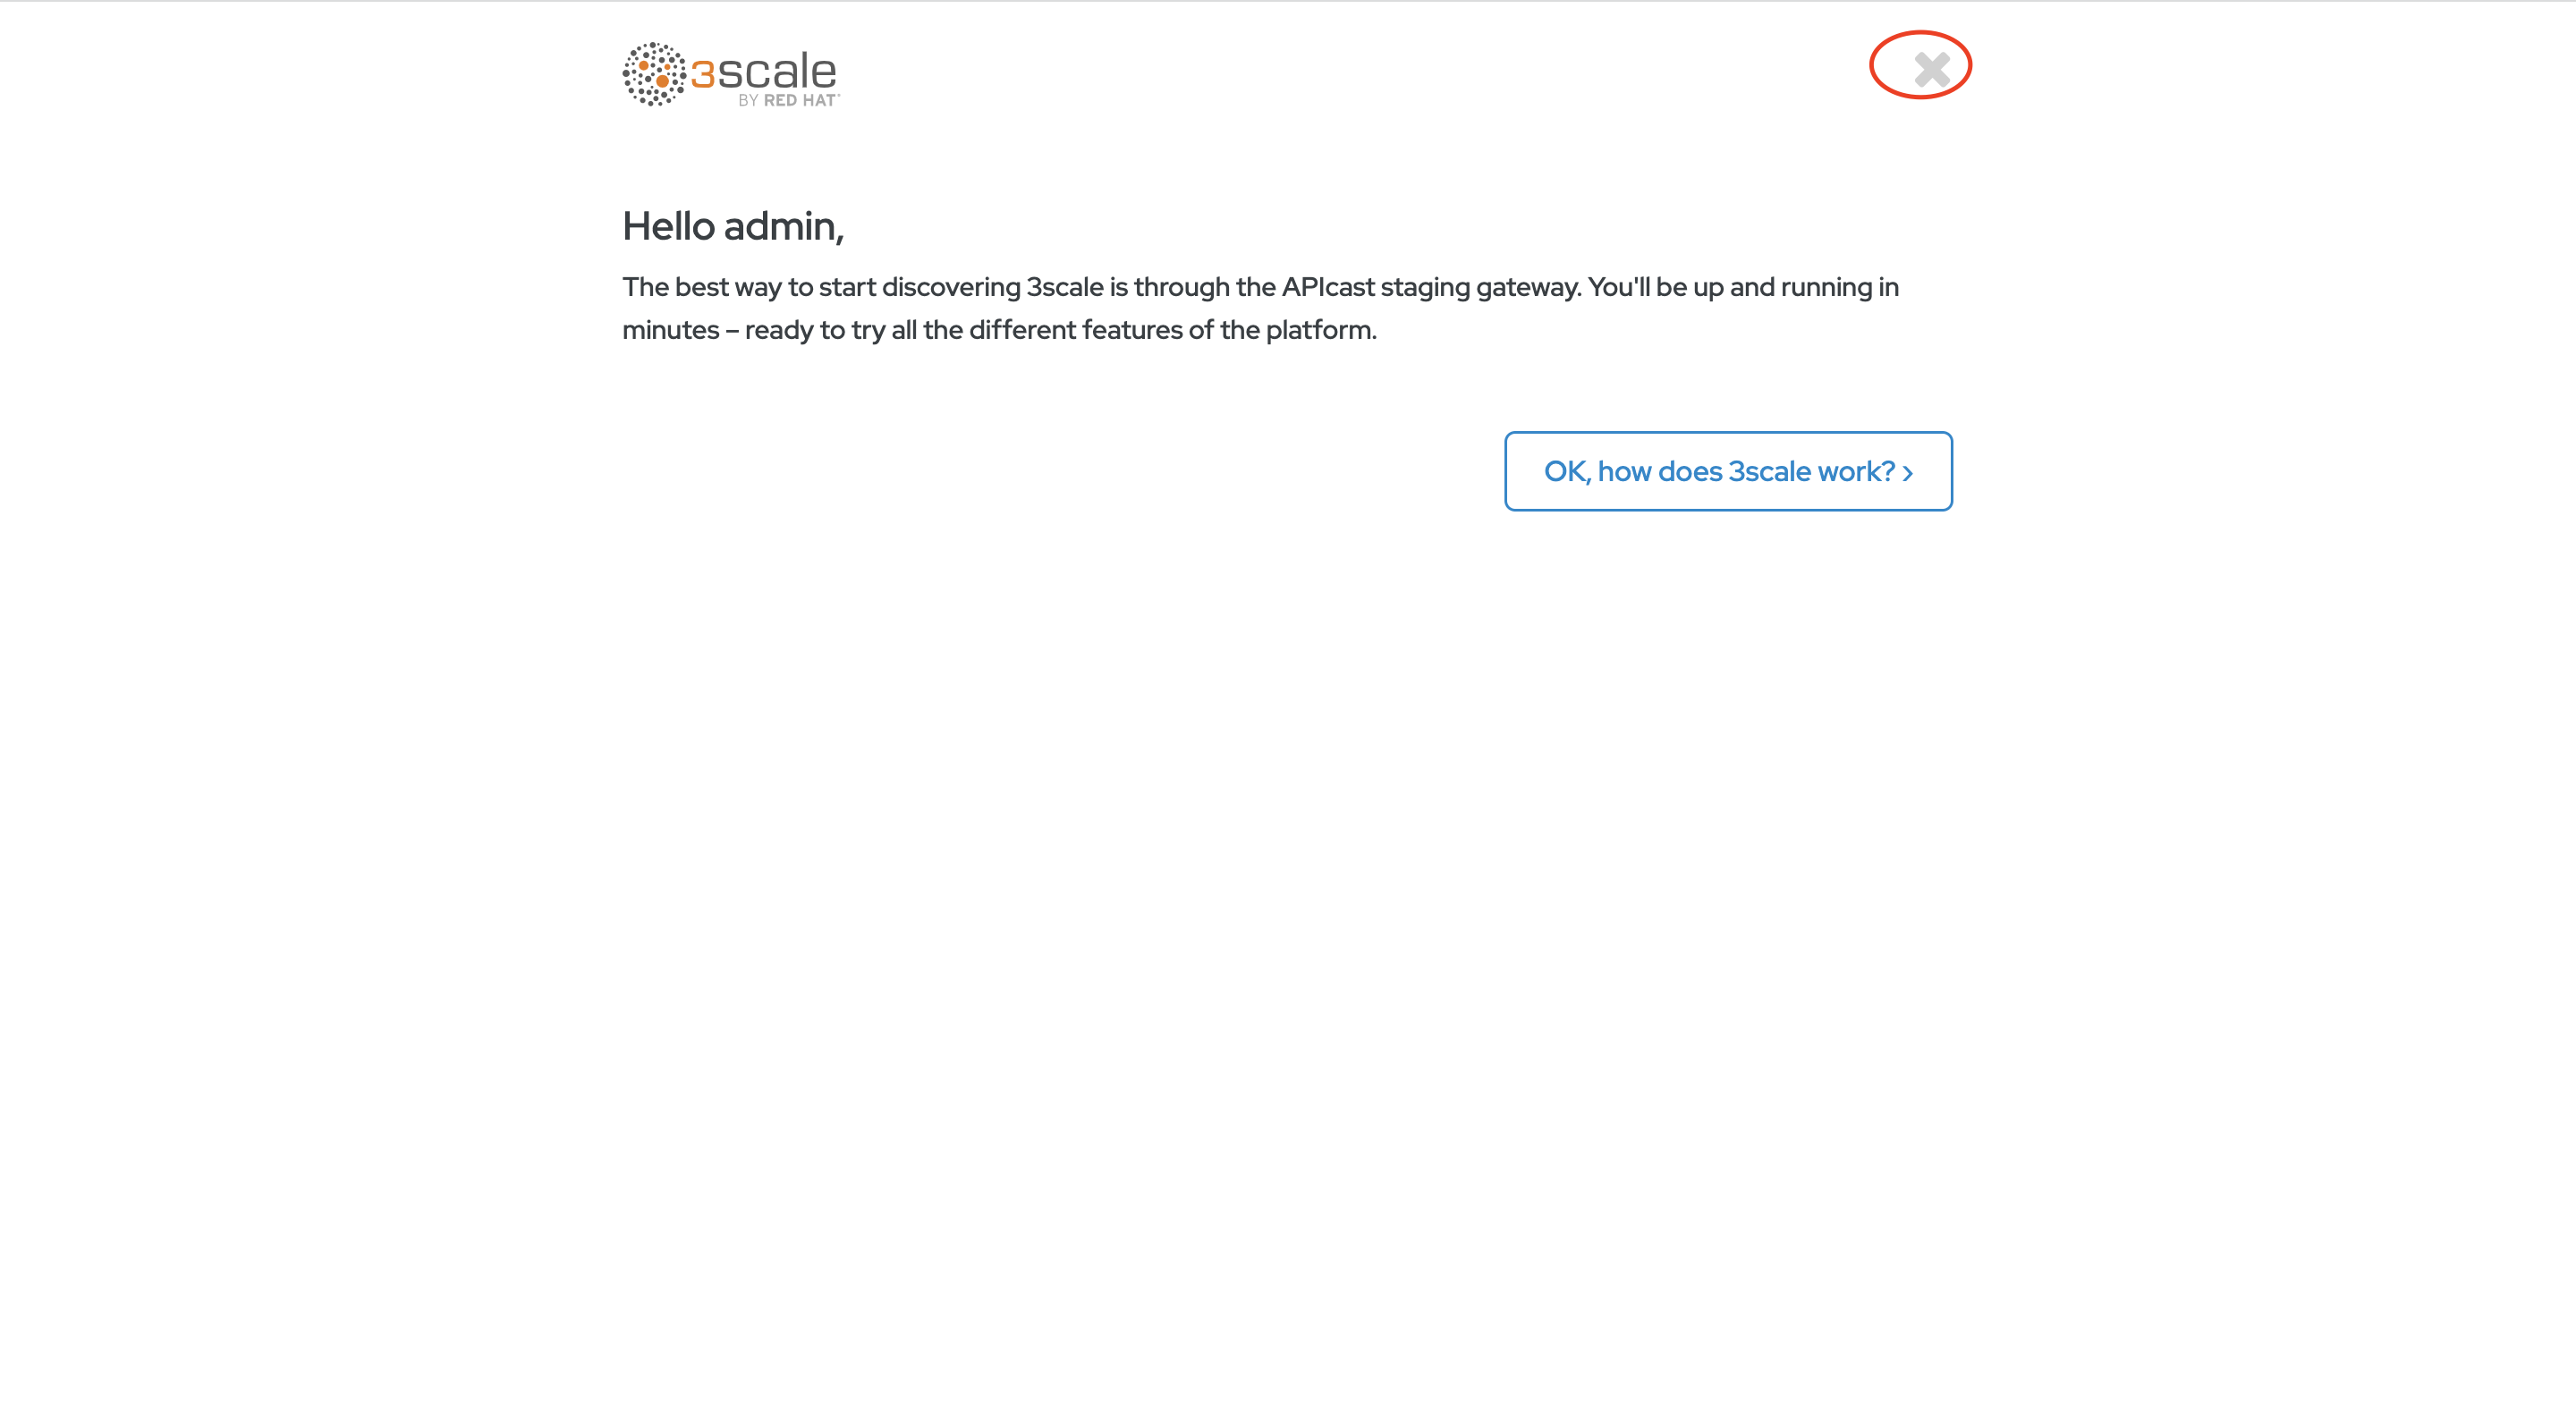 3scale
BY RED HAT
Hello admin,
The best way to start discovering 3scale is through the APIcast staging gateway. You'll be up and running in
minutes – ready to try all the different features of the platform.
OK, how does 3scale work? ›